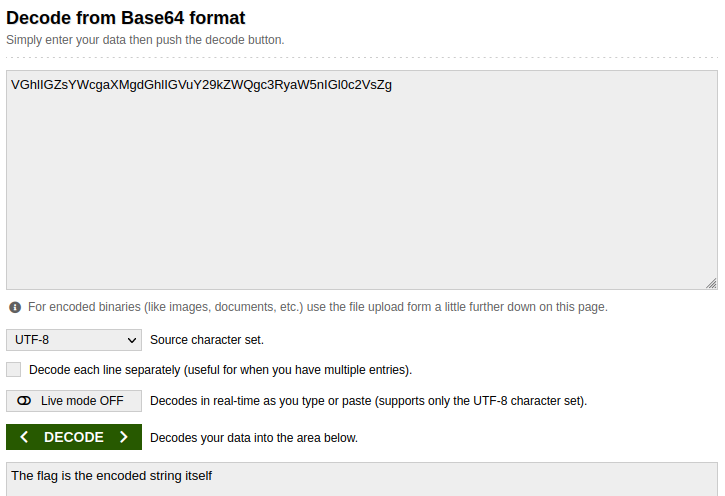 Decode from Base64 format
Simply enter your data then push the decode button.
VGhlIGZsYWcgaXMgdGhlIGVuY29kZWQgc3RyaW5nIGl0c2VsZg
For encoded binaries (like images, documents, etc.) use the file upload form a little further down on this page.
UTF-8 Source character set.
Decode each line separately (useful for when you have multiple entries).
Live mode OFF Decodes in real-time as you type or paste (supports only the UTF-8 character set).
< DECODE > Decodes your data into the area below.
The flag is the encoded string itself